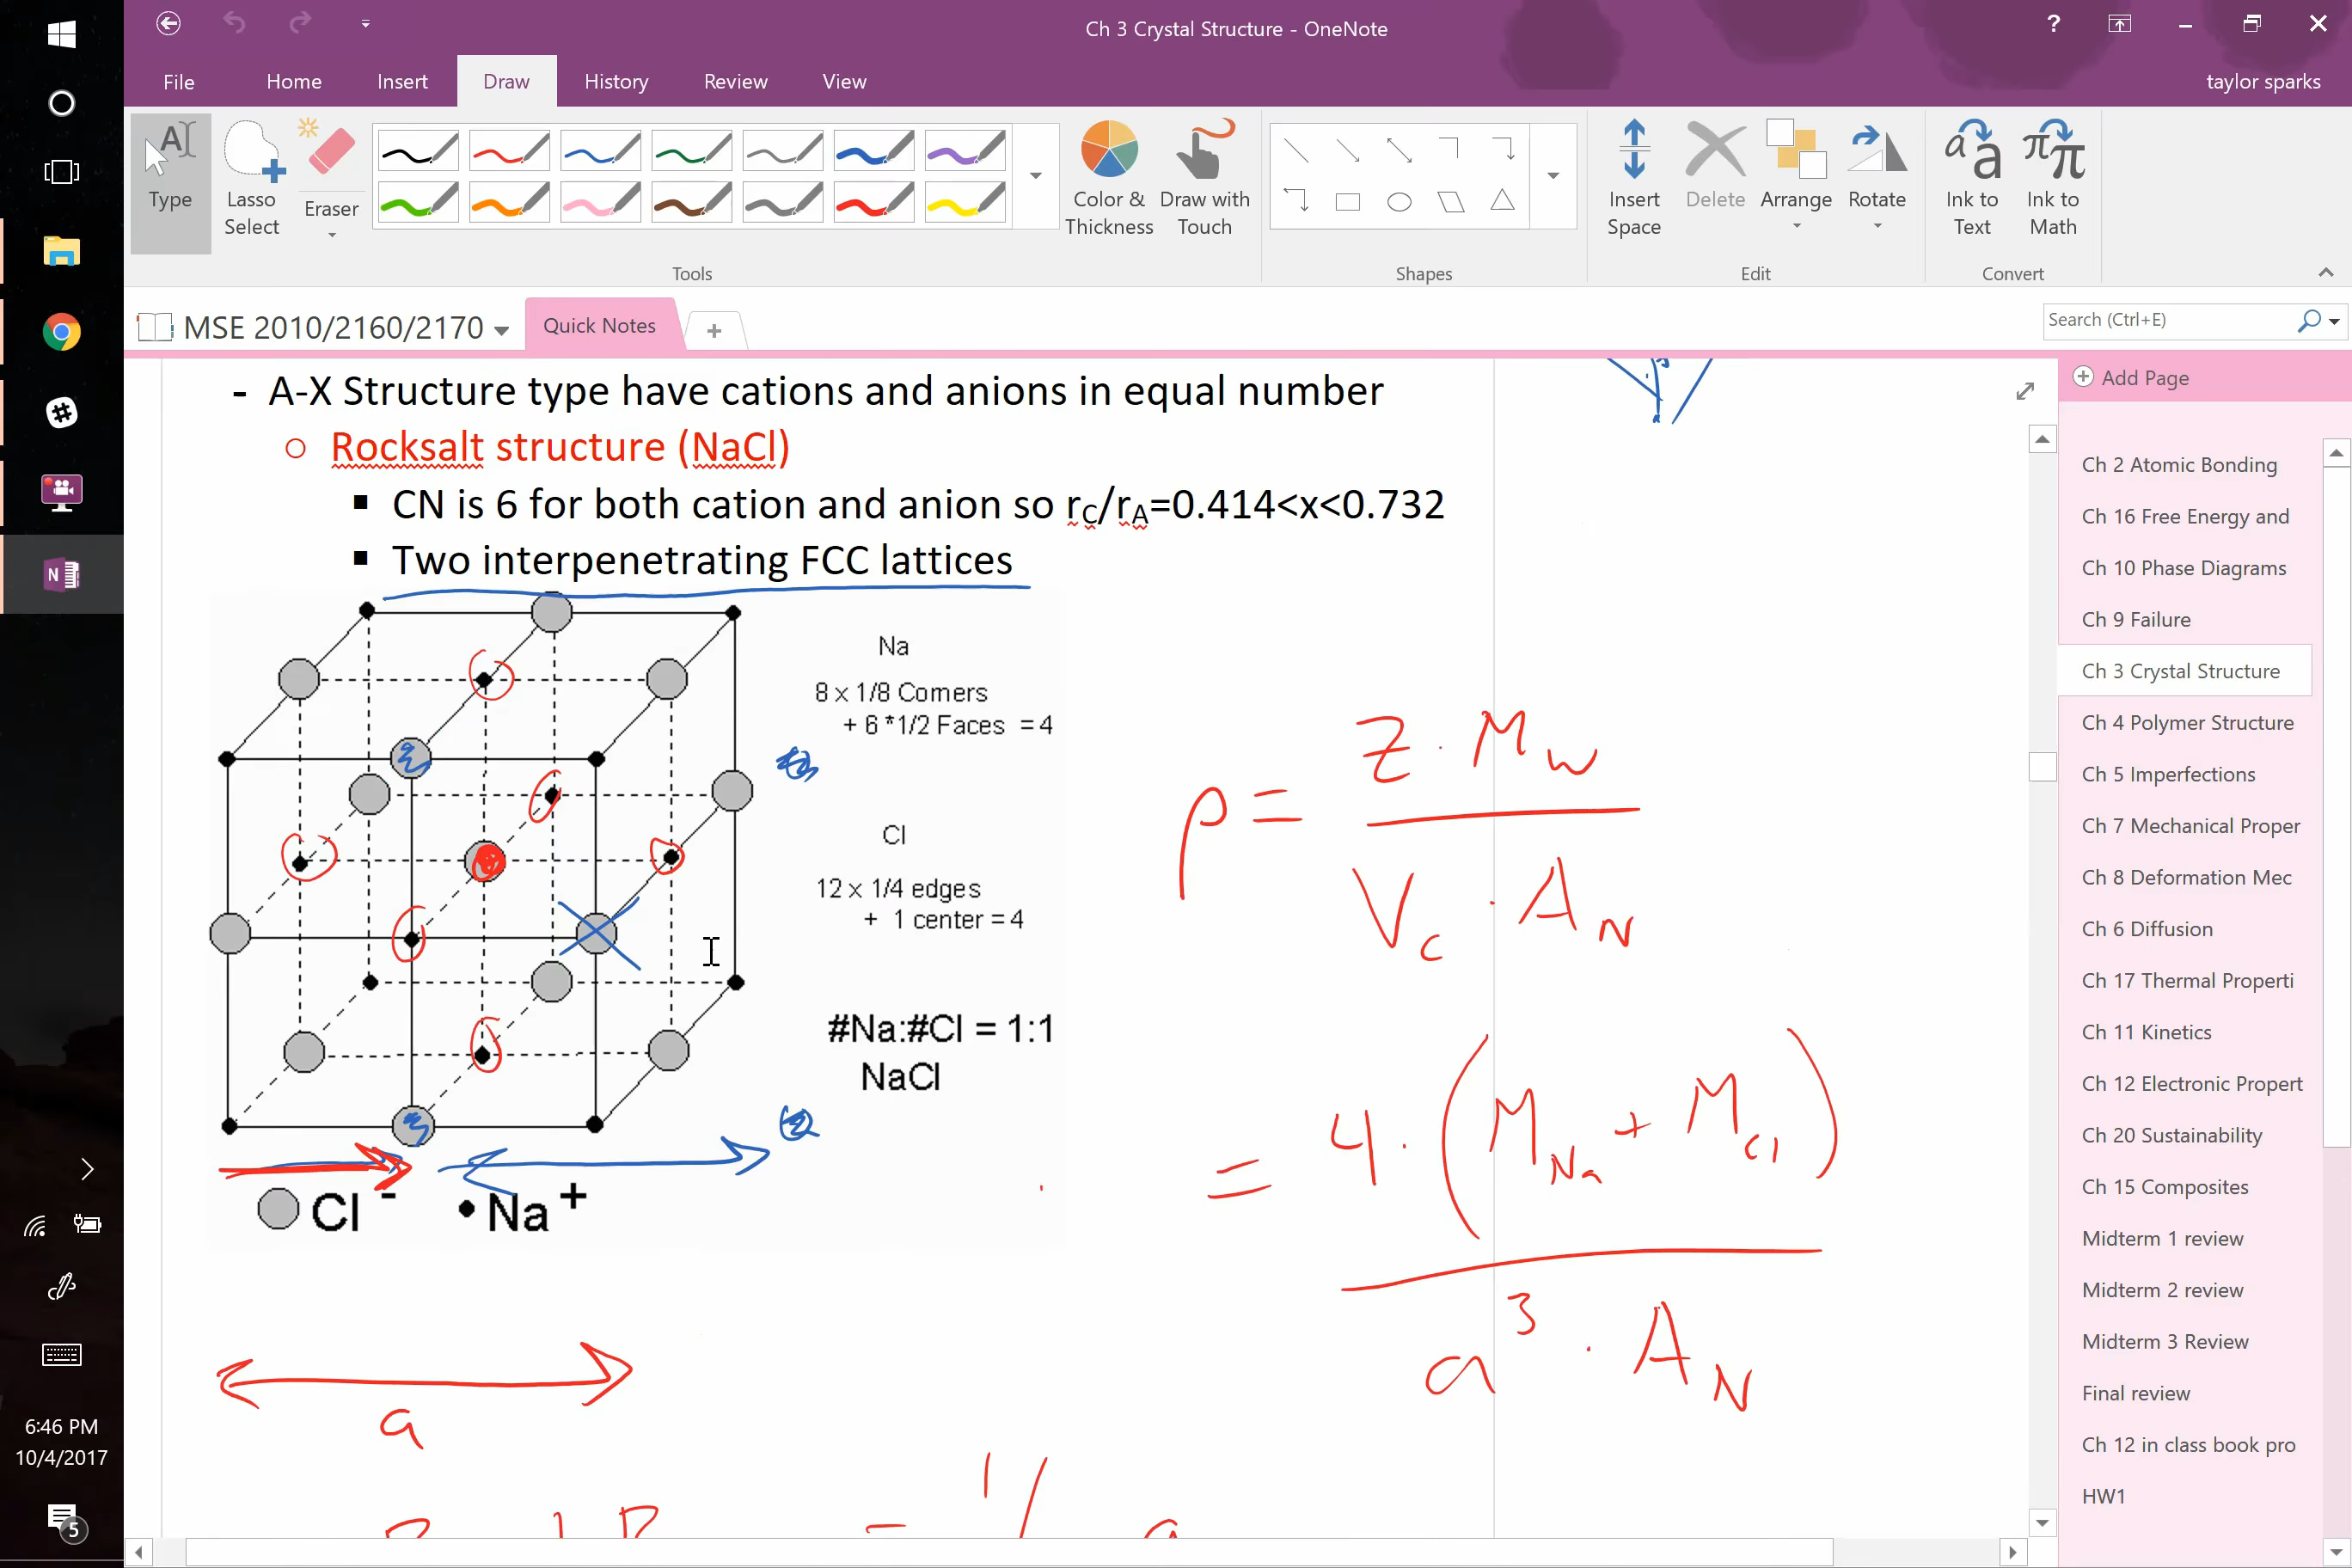 Ch 3 Crystal Structure - OneNote
?
File Home Insert Draw History Review View
taylor sparks
Type
Lasso Select
Eraser
Color & Thickness
Draw with Touch
Insert Space
Delete
Arrange
Rotate
Ink to Text
Ink to Math
Tools
Shapes
Edit
Convert
MSE 2010/2160/2170
Quick Notes
+
Search (Ctrl+E)
- A-X Structure type have cations and anions in equal number
Rocksalt structure (NaCl)
CN is 6 for both cation and anion so rC/rA=0.414<x<0.732
Two interpenetrating FCC lattices
Na
8 x 1/8 Corners
+ 6 *1/2 Faces = 4
Cl
12 x 1/4 edges
+ 1 center = 4
#Na:#Cl = 1:1
NaCl
Cl - Na +
ρ = Z · Mw
Vc · AN
= 4 · (MNa + MCl)
a3 · AN
a
Add Page
Ch 2 Atomic Bonding
Ch 16 Free Energy and
Ch 10 Phase Diagrams
Ch 9 Failure
Ch 3 Crystal Structure
Ch 4 Polymer Structure
Ch 5 Imperfections
Ch 7 Mechanical Proper
Ch 8 Deformation Mec
Ch 6 Diffusion
Ch 17 Thermal Properti
Ch 11 Kinetics
Ch 12 Electronic Propert
Ch 20 Sustainability
Ch 15 Composites
Midterm 1 review
Midterm 2 review
Midterm 3 Review
Final review
Ch 12 in class book pro
HW1
6:46 PM
10/4/2017
5